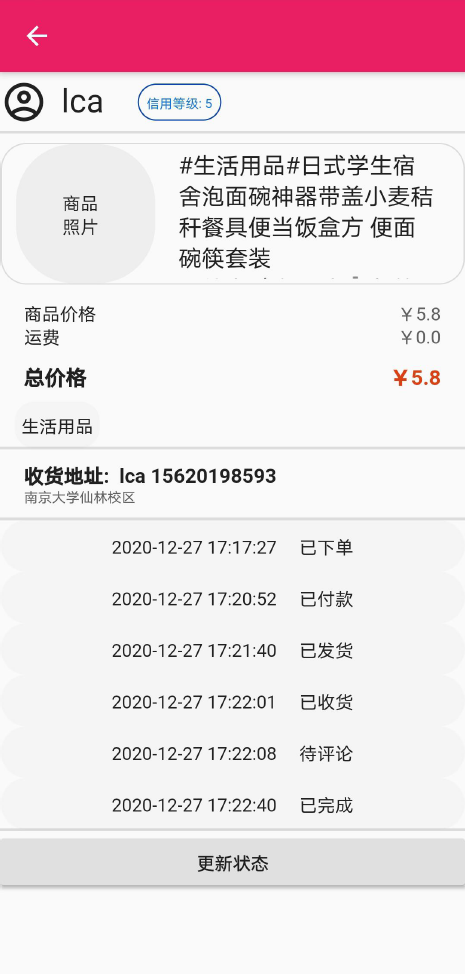 lca
信用等级: 5
商品
照片
#生活用品#日式学生宿
舍泡面碗神器带盖小麦秸
秆餐具便当饭盒方 便面
碗筷套装
商品价格 ￥5.8
运费 ￥0.0
总价格 ￥5.8
生活用品
收货地址: lca 15620198593
南京大学仙林校区
2020-12-27 17:17:27 已下单
2020-12-27 17:20:52 已付款
2020-12-27 17:21:40 已发货
2020-12-27 17:22:01 已收货
2020-12-27 17:22:08 待评论
2020-12-27 17:22:40 已完成
更新状态